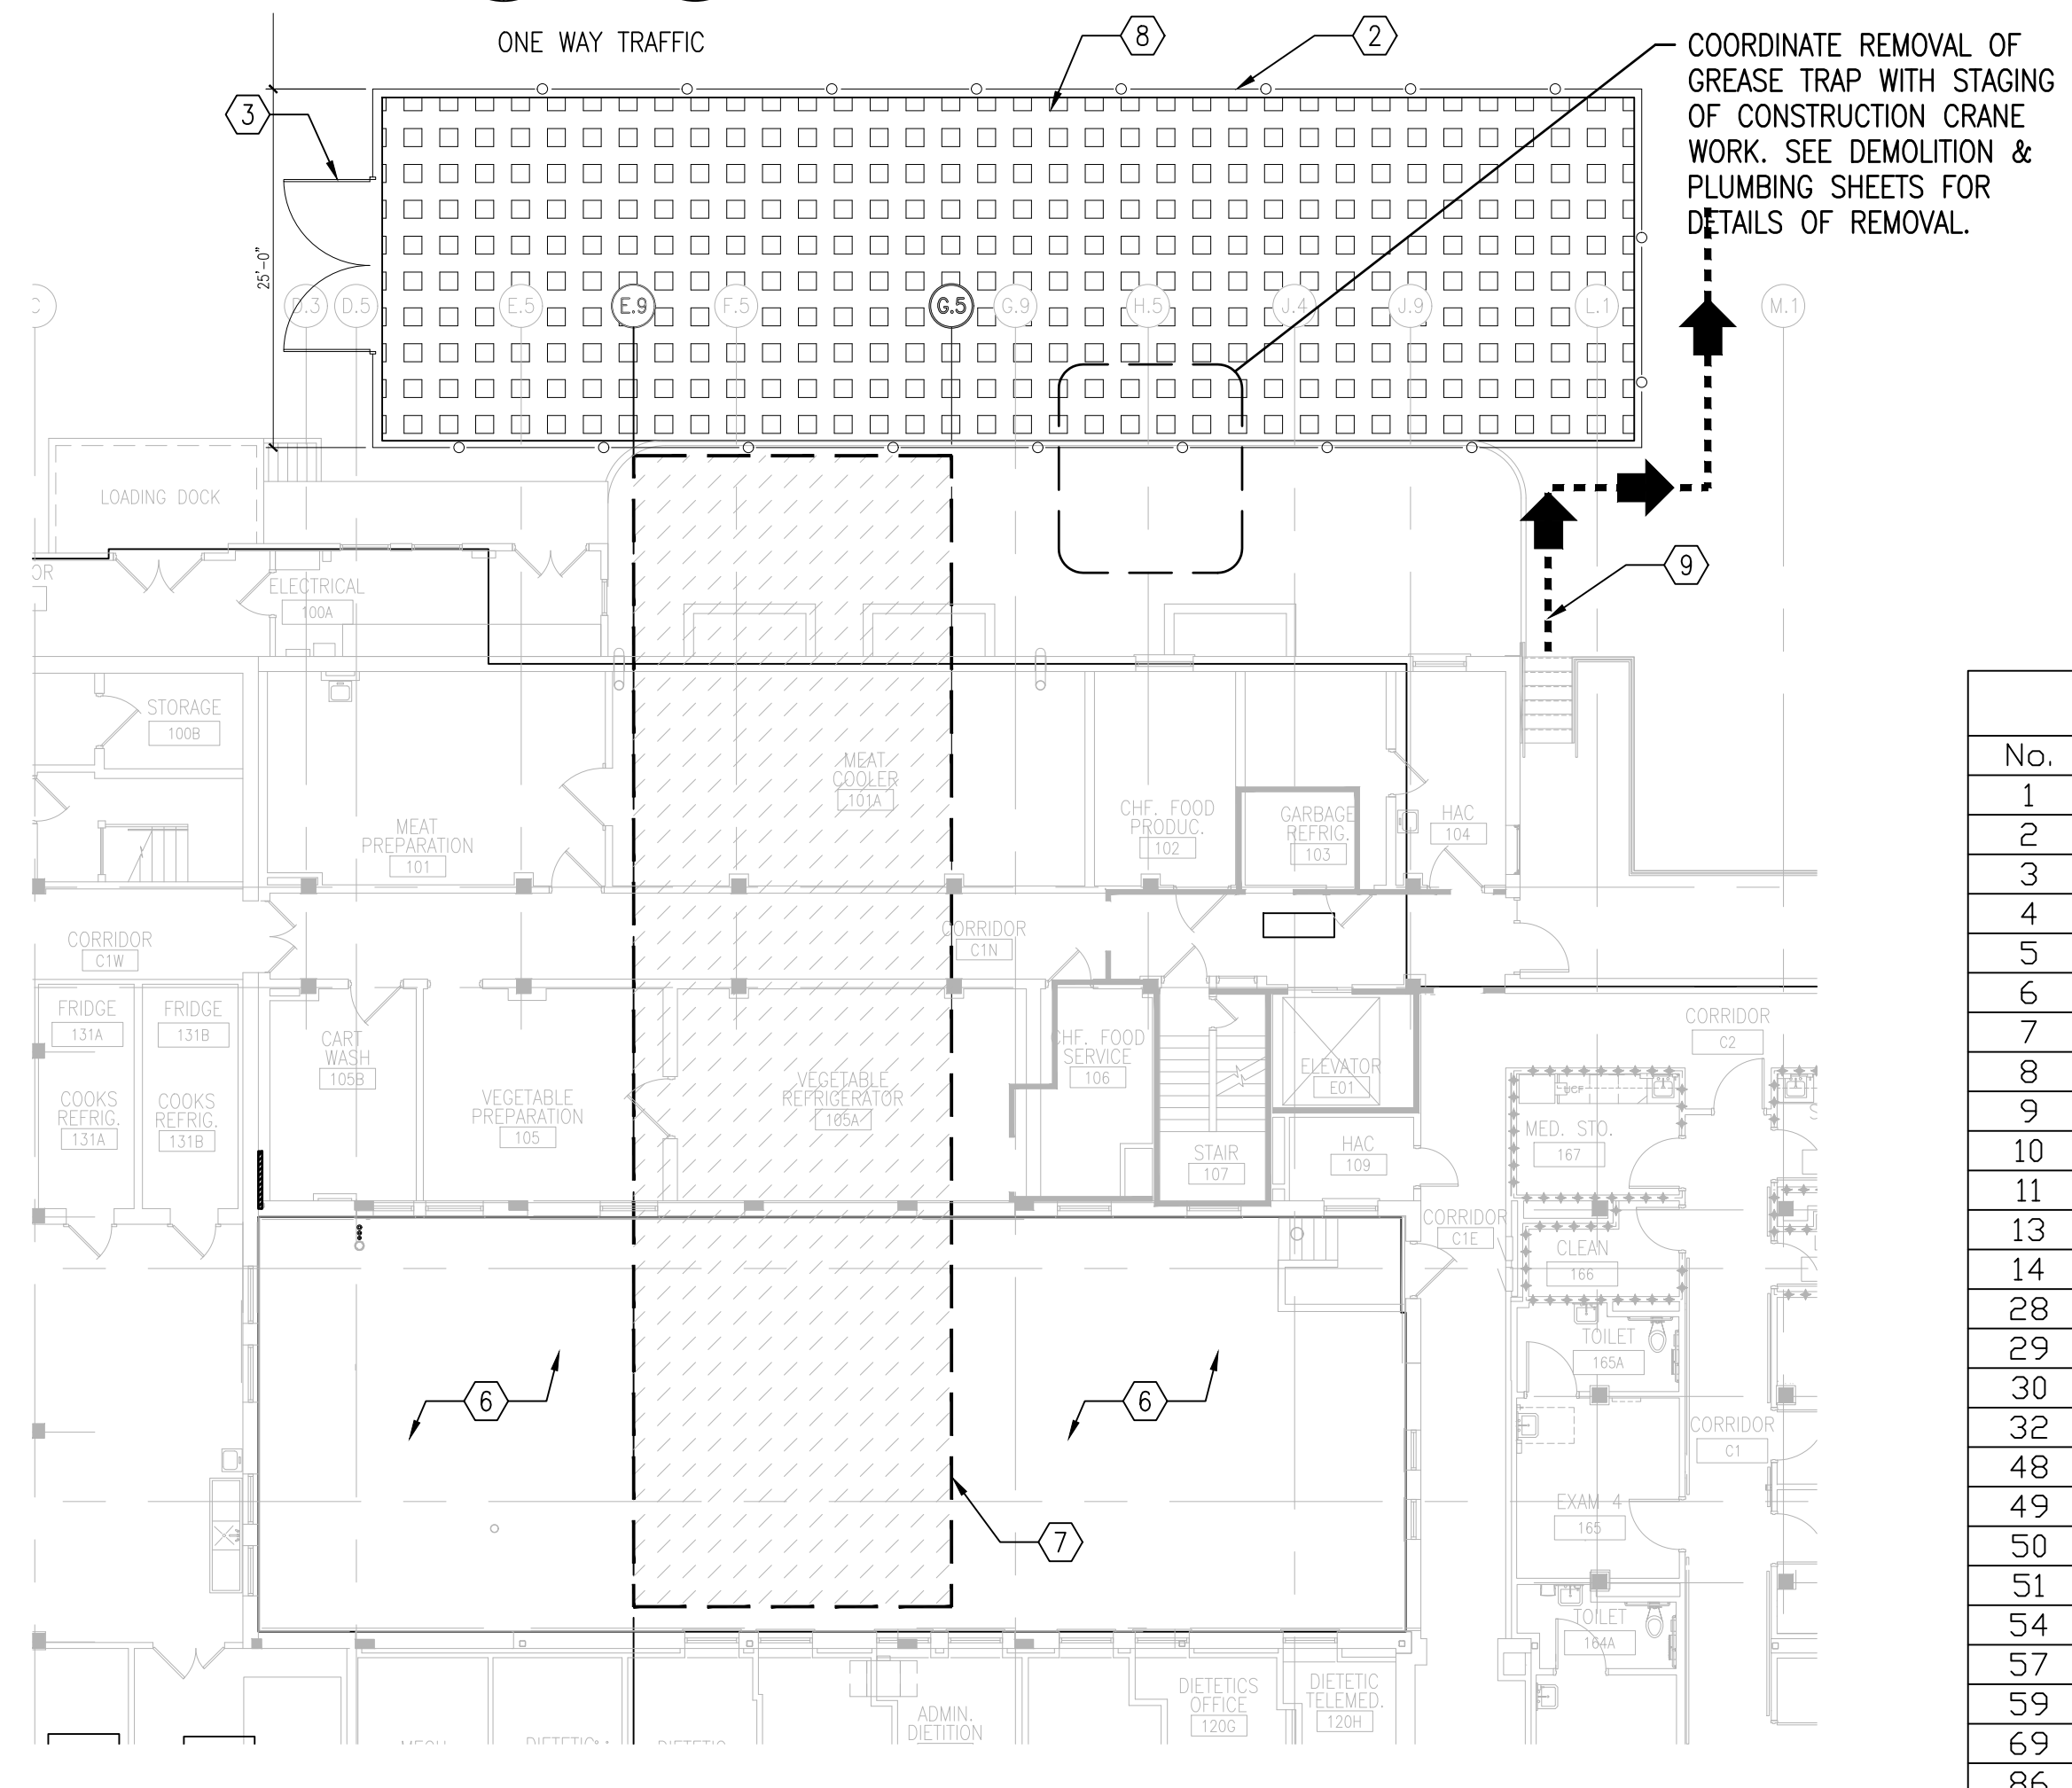 ONE WAY TRAFFIC
8
2
3
COORDINATE REMOVAL OF
GREASE TRAP WITH STAGING
OF CONSTRUCTION CRANE
WORK. SEE DEMOLITION &
PLUMBING SHEETS FOR
DETAILS OF REMOVAL.
25'-0"
C
D.3
D.5
E.5
E.9
F.5
G.5
G.9
H.5
J.4
J.9
L.1
M.1
LOADING DOCK
9
OR
ELECTRICAL
100A
STORAGE
100B
MEAT
COOLER
101A
MEAT
PREPARATION
101
CHF. FOOD
PRODUC.
102
GARBAGE
REFRIG.
103
HAC
104
CORRIDOR
C1W
CORRIDOR
C1N
FRIDGE
131A
FRIDGE
131B
COOKS
REFRIG.
131A
COOKS
REFRIG.
131B
CART
WASH
105B
VEGETABLE
PREPARATION
105
VEGETABLE
REFRIGERATOR
105A
CHF. FOOD
SERVICE
106
STAIR
107
ELEVATOR
E01
HAC
109
CORRIDOR
C2
UCF
MED. STO.
167
S
CORRIDOR
C1E
CLEAN
166
TOILET
165A
6
6
7
CORRIDOR
C1
EXAM 4
165
TOILET
164A
ADMIN.
DIETITION
DIETETICS
OFFICE
120G
DIETETIC
TELEMED.
120H
No.
1
2
3
4
5
6
7
8
9
10
11
13
14
28
29
30
32
48
49
50
51
54
57
59
69
86